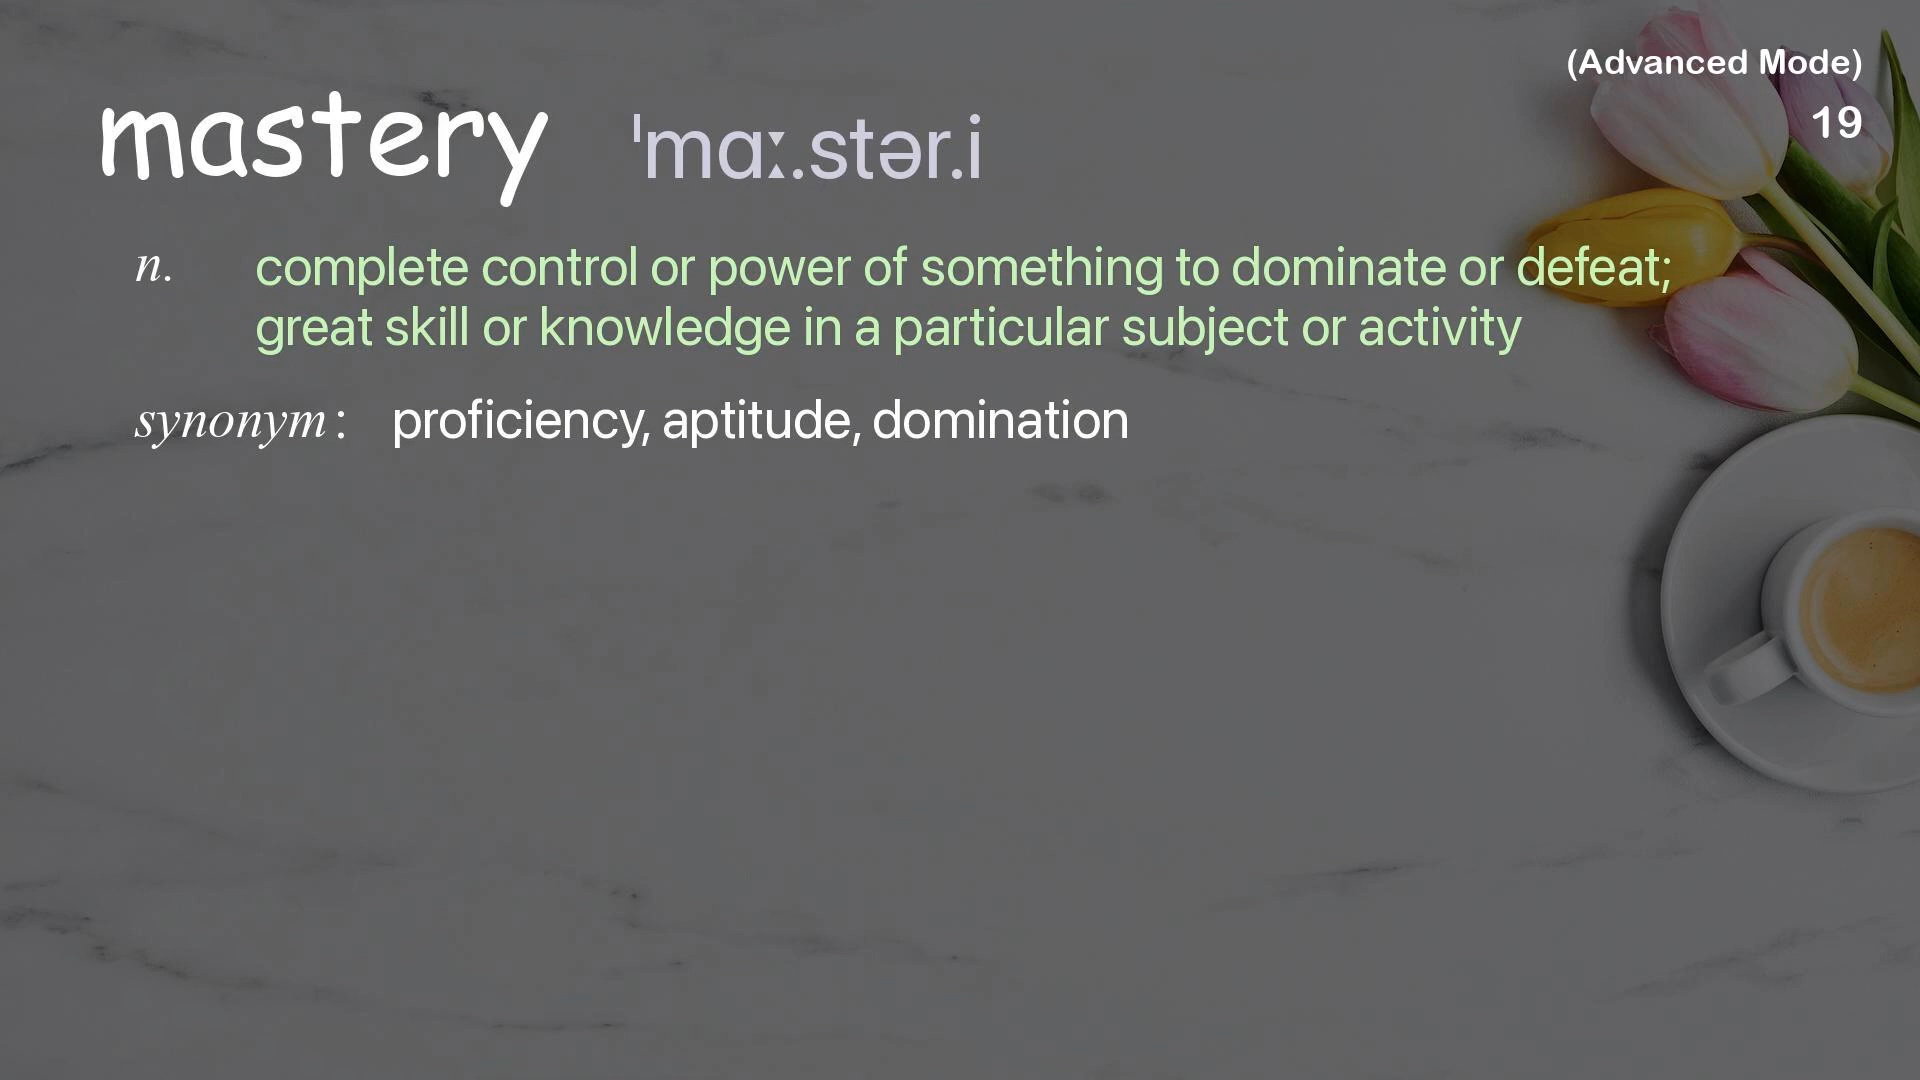 (Advanced Mode)
19
mastery ˈmɑː.stər.i
n. complete control or power of something to dominate or defeat;
great skill or knowledge in a particular subject or activity
synonym: proficiency, aptitude, domination